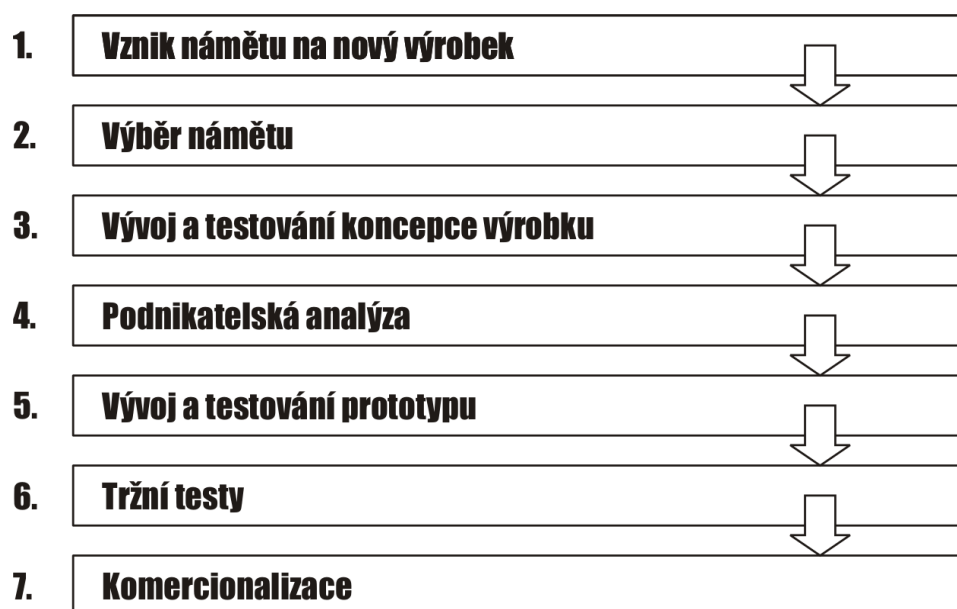 1. Vznik námětu na nový výrobek
2. Výběr námětu
3. Vývoj a testování koncepce výrobku
4. Podnikatelská analýza
5. Vývoj a testování prototypu
6. Tržní testy
7. Komercionalizace